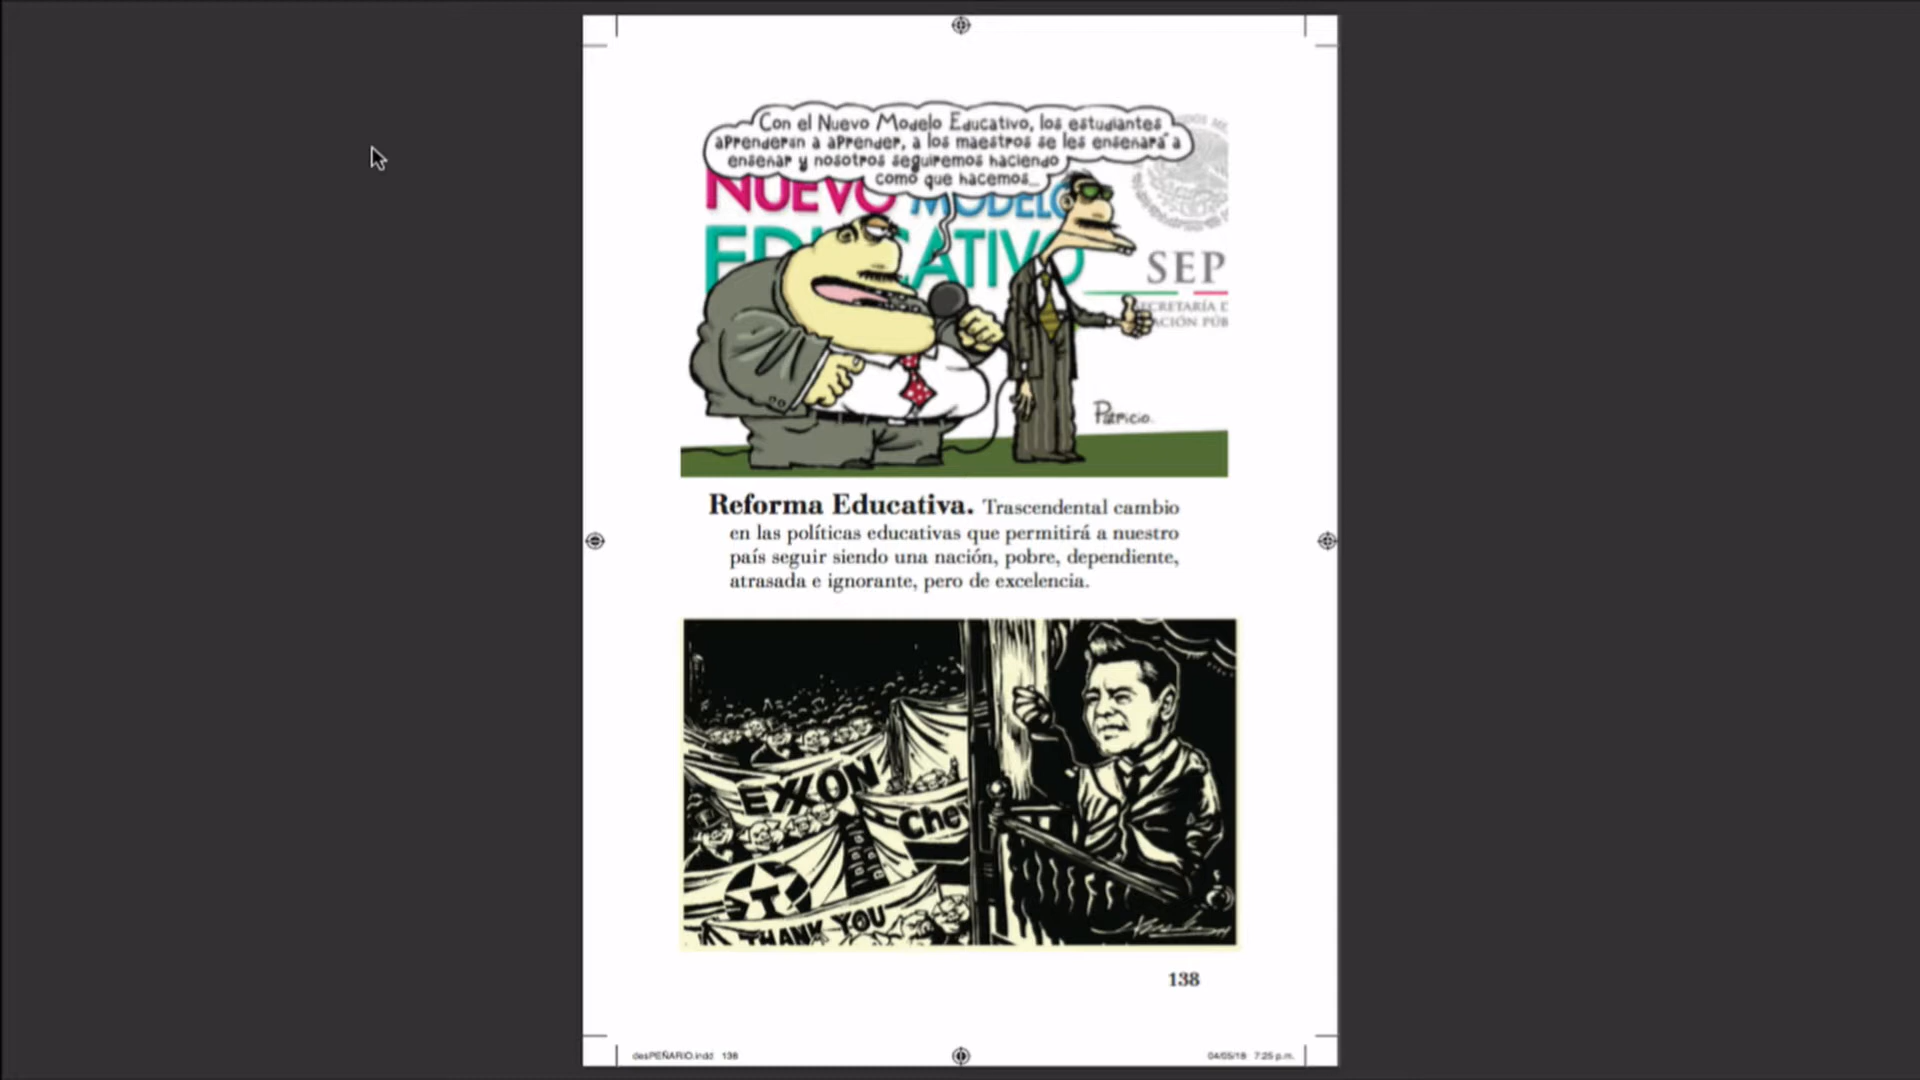 Con el Nuevo Modelo Educativo, los estudiantes
aprenderán a aprender, a los maestros se les enseñará a
enseñar y nosotros seguiremos haciendo
como que hacemos...
NUEVO MODELO
EDUCATIVO
SEP
Patricio.
Reforma Educativa. Trascendental cambio
en las políticas educativas que permitirá a nuestro
país seguir siendo una nación, pobre, dependiente,
atrasada e ignorante, pero de excelencia.
EXXON
Chev
T
THANK YOU
138
desPEÑARIO.indd 138
04/05/18 7:25 p.m.